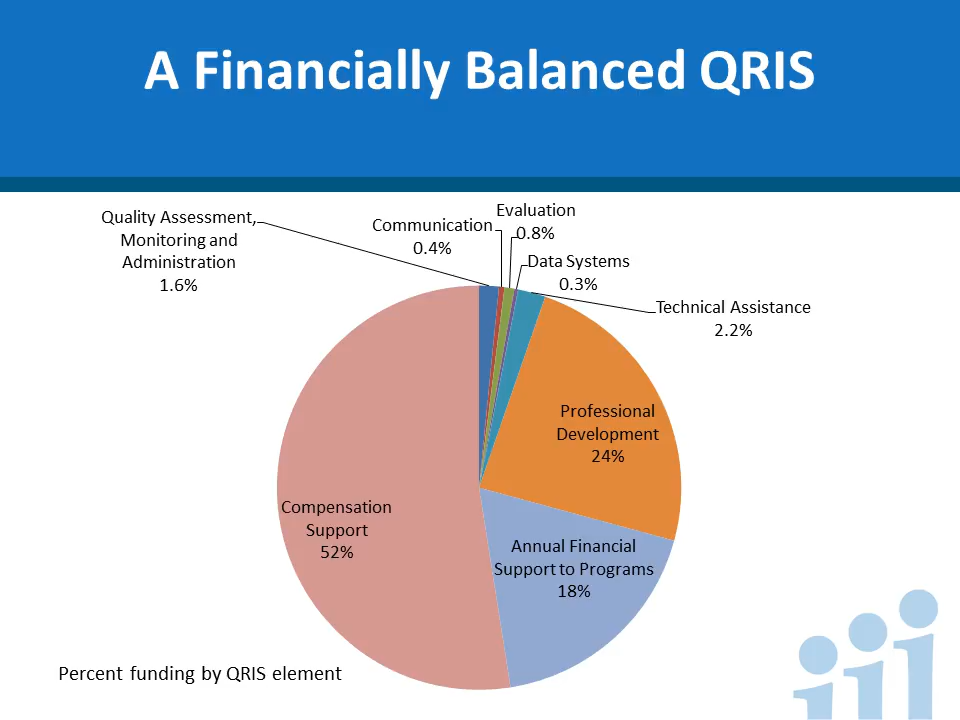 A Financially Balanced QRIS
Quality Assessment,
Monitoring and
Administration
1.6%
Communication
0.4%
Evaluation
0.8%
Data Systems
0.3%
Technical Assistance
2.2%
Professional
Development
24%
Annual Financial
Support to Programs
18%
Compensation
Support
52%
Percent funding by QRIS element